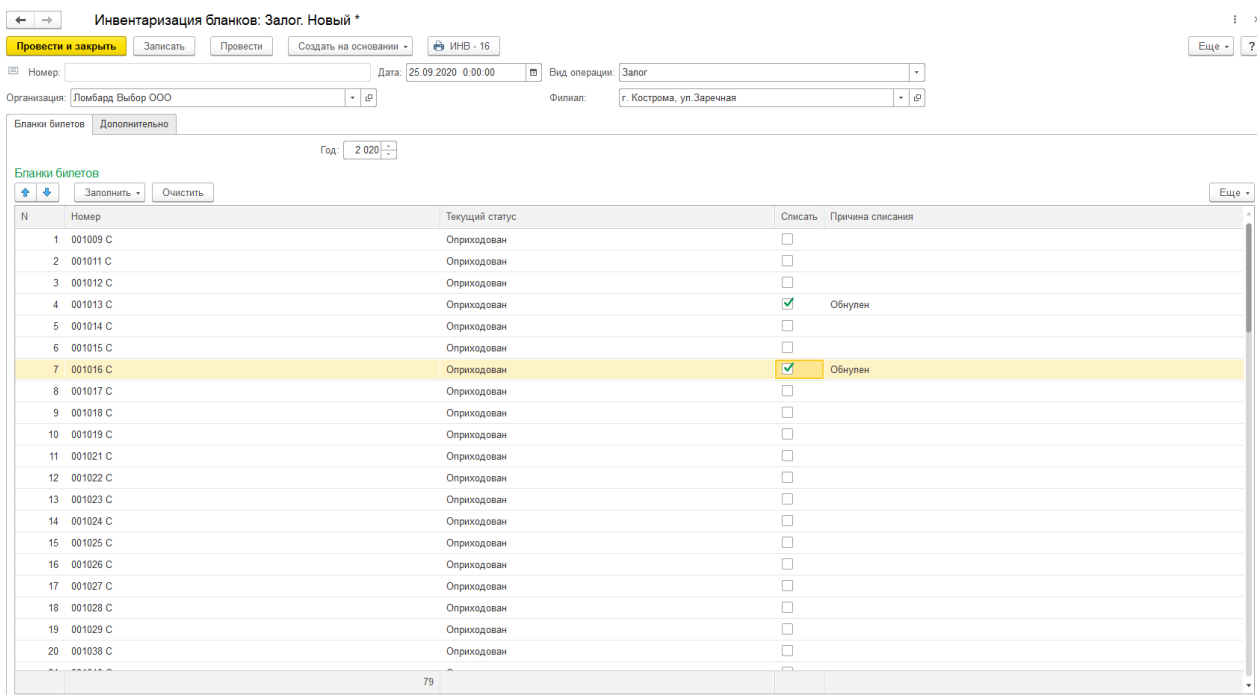 Инвентаризация бланков: Залог. Новый *
Провести и закрыть Записать Провести Создать на основании ИНВ - 16 Еще ?
Номер: Дата: 25.09.2020 0:00:00 Вид операции: Залог
Организация: Ломбард Выбор ООО Филиал: г. Кострома, ул.Заречная
Бланки билетов Дополнительно
Год: 2 020
Бланки билетов
Заполнить Очистить Еще
N Номер Текущий статус Списать Причина списания
1 001009 С Оприходован
2 001011 С Оприходован
3 001012 С Оприходован
4 001013 С Оприходован Обнулен
5 001014 С Оприходован
6 001015 С Оприходован
7 001016 С Оприходован Обнулен
8 001017 С Оприходован
9 001018 С Оприходован
10 001019 С Оприходован
11 001021 С Оприходован
12 001022 С Оприходован
13 001023 С Оприходован
14 001024 С Оприходован
15 001025 С Оприходован
16 001026 С Оприходован
17 001027 С Оприходован
18 001028 С Оприходован
19 001029 С Оприходован
20 001038 С Оприходован
79